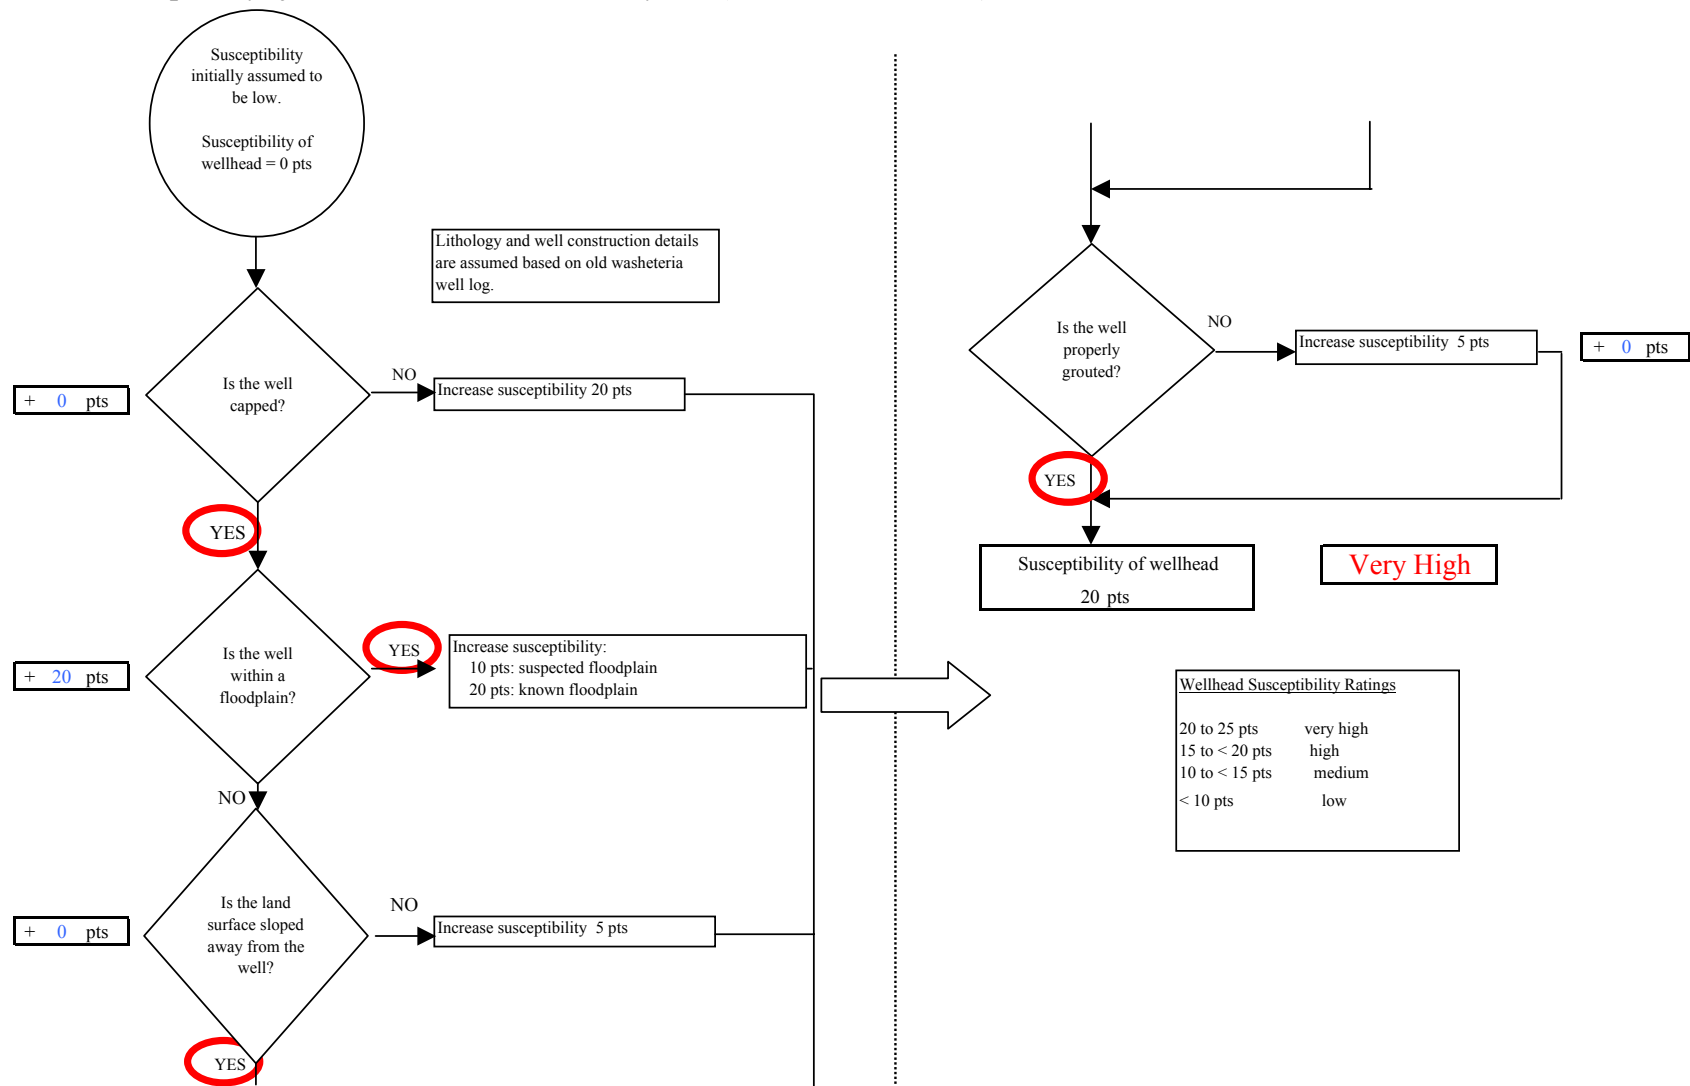 Susceptibility
initially assumed to
be low.
Susceptibility of
wellhead = 0 pts
Lithology and well construction details
are assumed based on old washeteria
well log.
Is the well
capped?
NO
Increase susceptibility 20 pts
+ 0 pts
YES
Is the well
within a
floodplain?
YES
Increase susceptibility:
10 pts: suspected floodplain
20 pts: known floodplain
+ 20 pts
NO
Is the land
surface sloped
away from the
well?
NO
Increase susceptibility 5 pts
+ 0 pts
YES
Is the well
properly
grouted?
NO
Increase susceptibility 5 pts
+ 0 pts
YES
Susceptibility of wellhead
20 pts
Very High
Wellhead Susceptibility Ratings
20 to 25 pts very high
15 to < 20 pts high
10 to < 15 pts medium
< 10 pts low